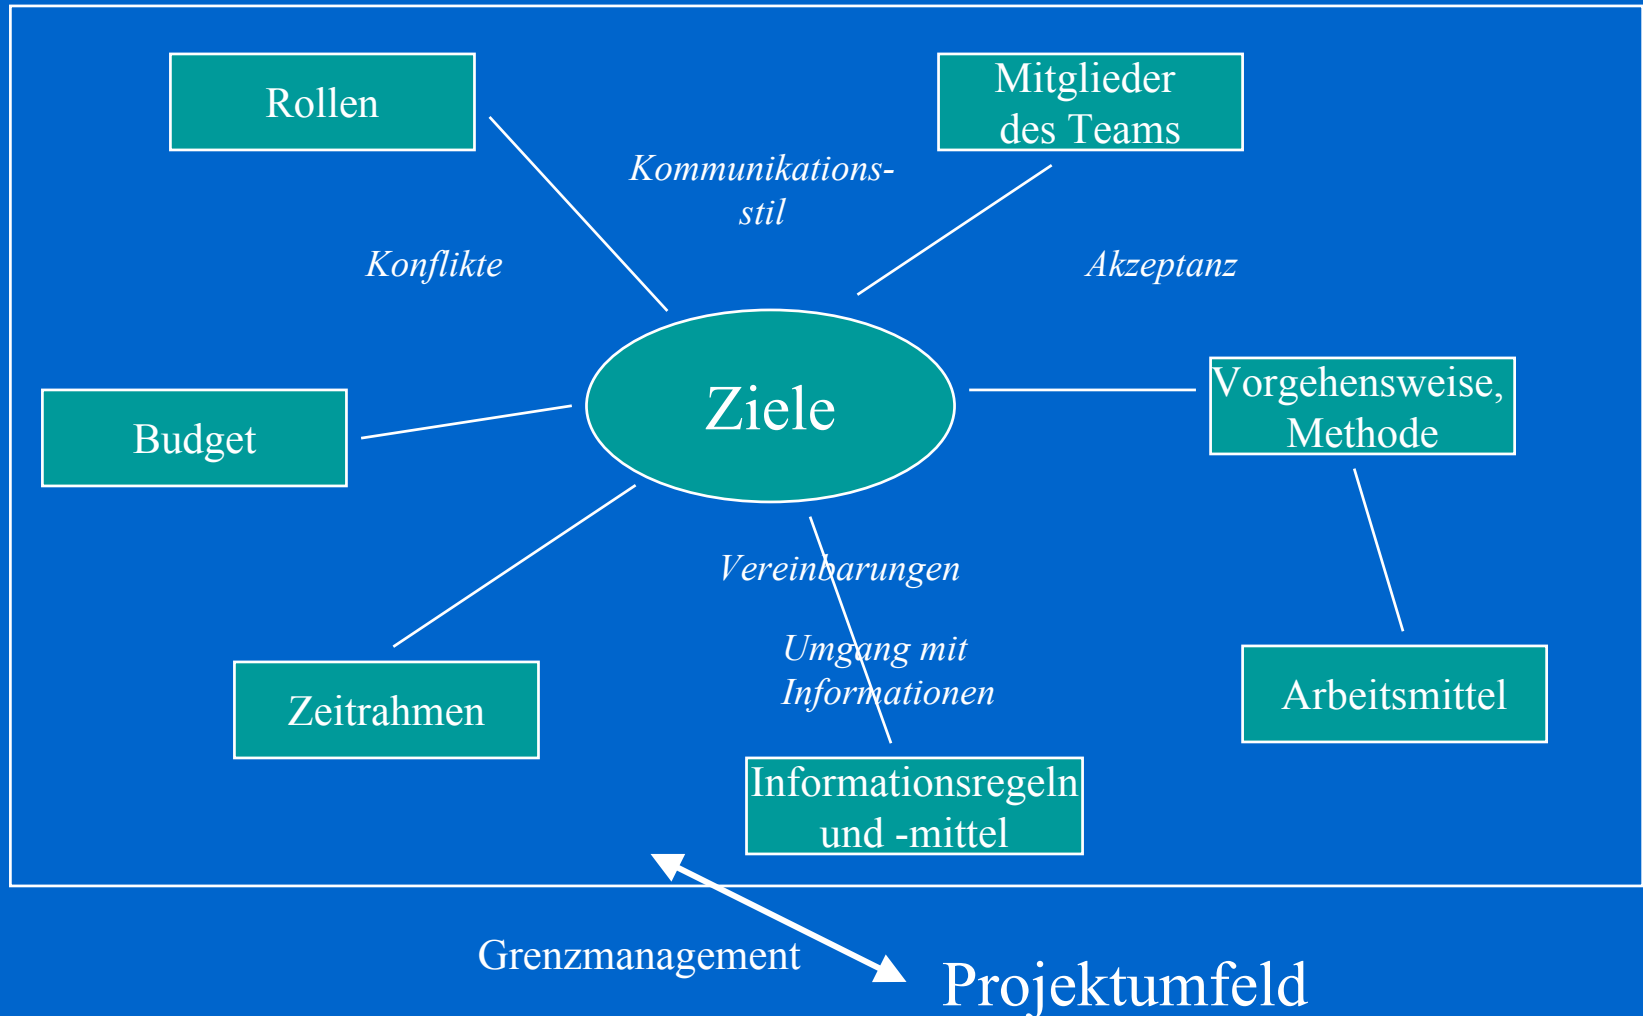 Rollen
Mitglieder
des Teams
Kommunikations-
stil
Konflikte
Akzeptanz
Ziele
Vorgehensweise,
Methode
Budget
Vereinbarungen
Umgang mit
Informationen
Zeitrahmen
Arbeitsmittel
Informationsregeln
und -mittel
Grenzmanagement
Projektumfeld